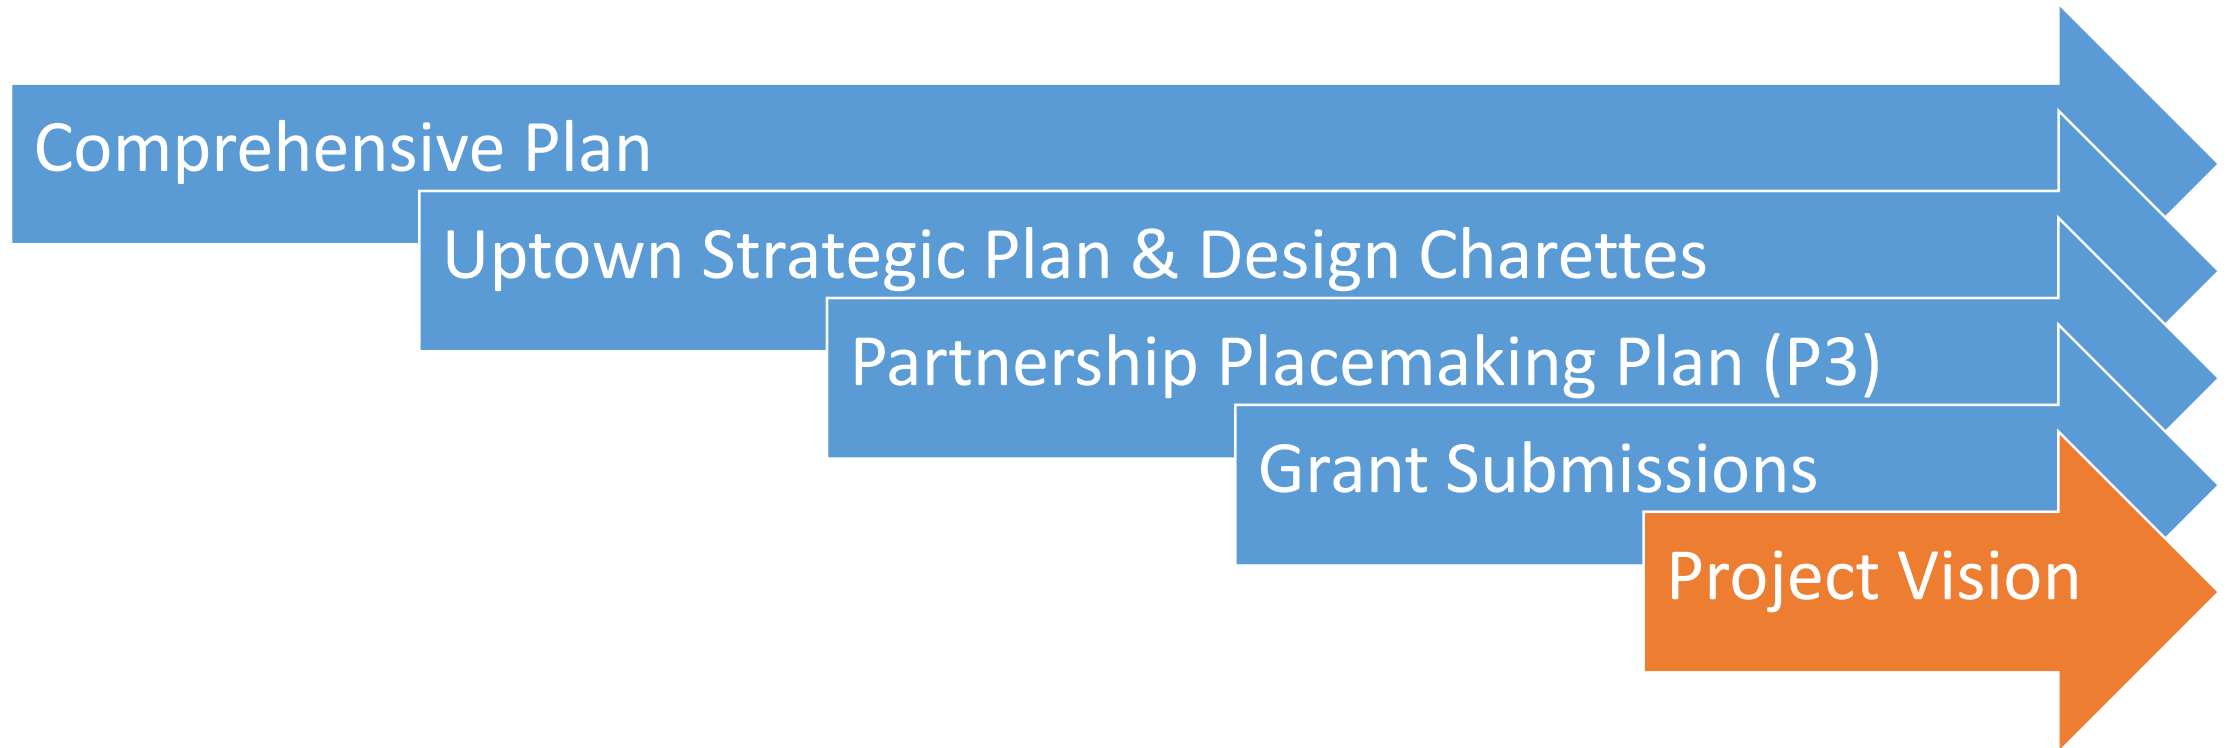 Comprehensive Plan
Uptown Strategic Plan & Design Charettes
Partnership Placemaking Plan (P3)
Grant Submissions
Project Vision